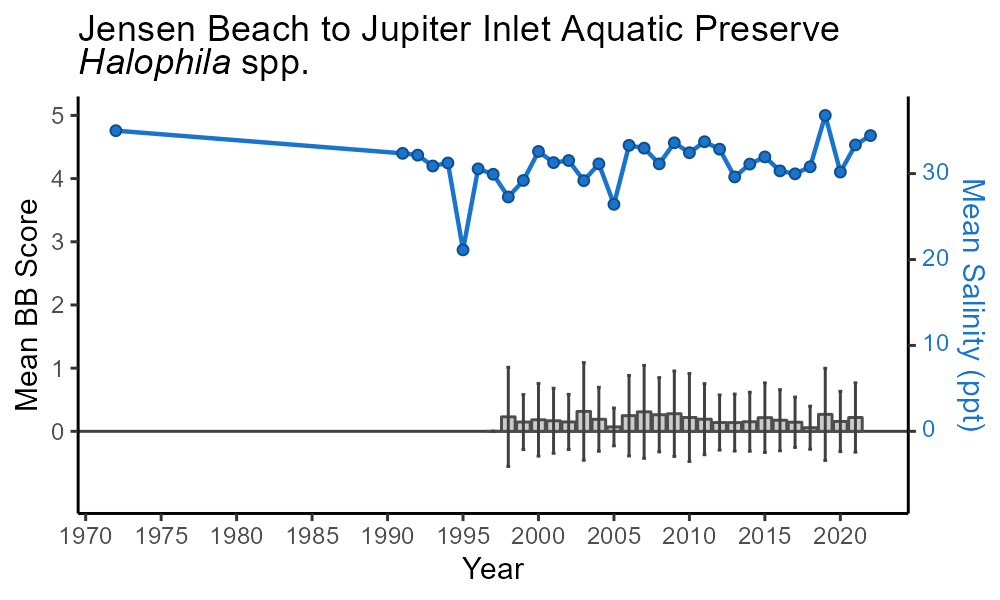 Jensen Beach to Jupiter Inlet Aquatic Preserve
Halophila spp.
5
4
3
2
1
0
Mean BB Score
30
20
10
0
Mean Salinity (ppt)
1970 1975 1980 1985 1990 1995 2000 2005 2010 2015 2020
Year